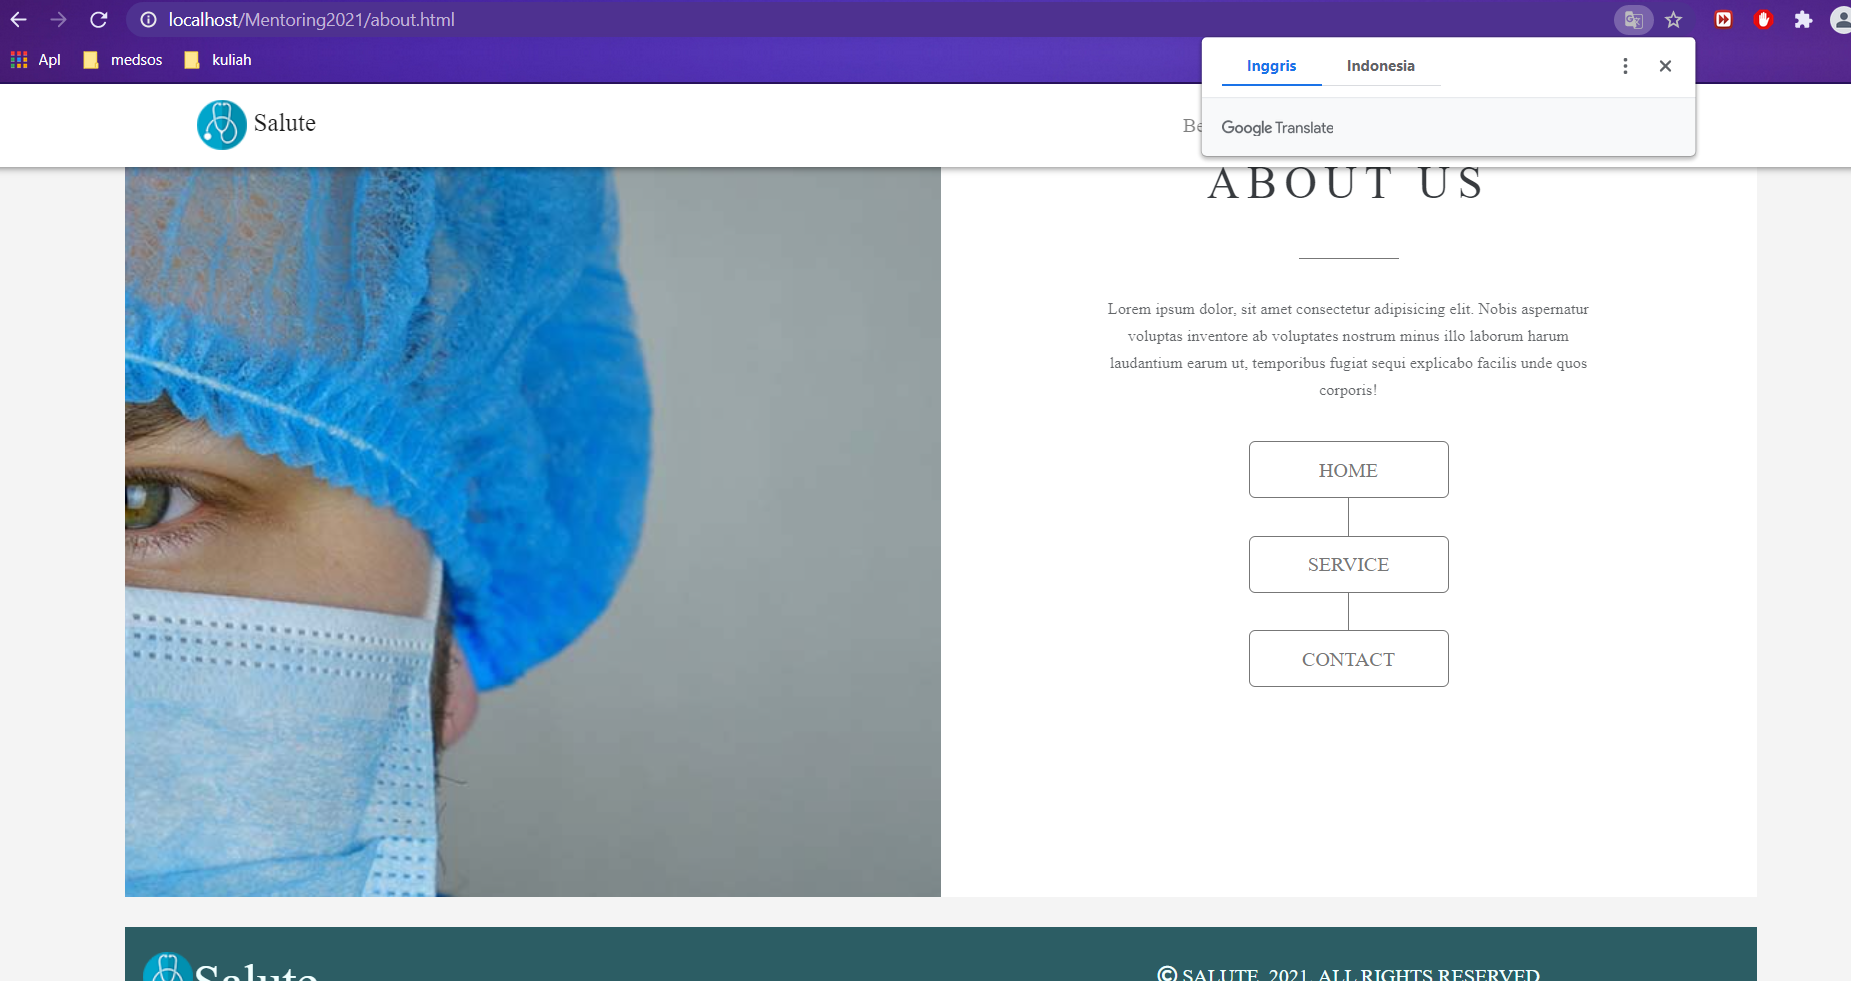 localhost/Mentoring2021/about.html
Apl medsos kuliah
Inggris Indonesia
Google Translate
Salute
Be
ABOUT US
Lorem ipsum dolor, sit amet consectetur adipisicing elit. Nobis aspernatur
voluptas inventore ab voluptates nostrum minus illo laborum harum
laudantium earum ut, temporibus fugiat sequi explicabo facilis unde quos
corporis!
HOME
SERVICE
CONTACT
Salute
© SALUTE. 2021. ALL RIGHTS RESERVED